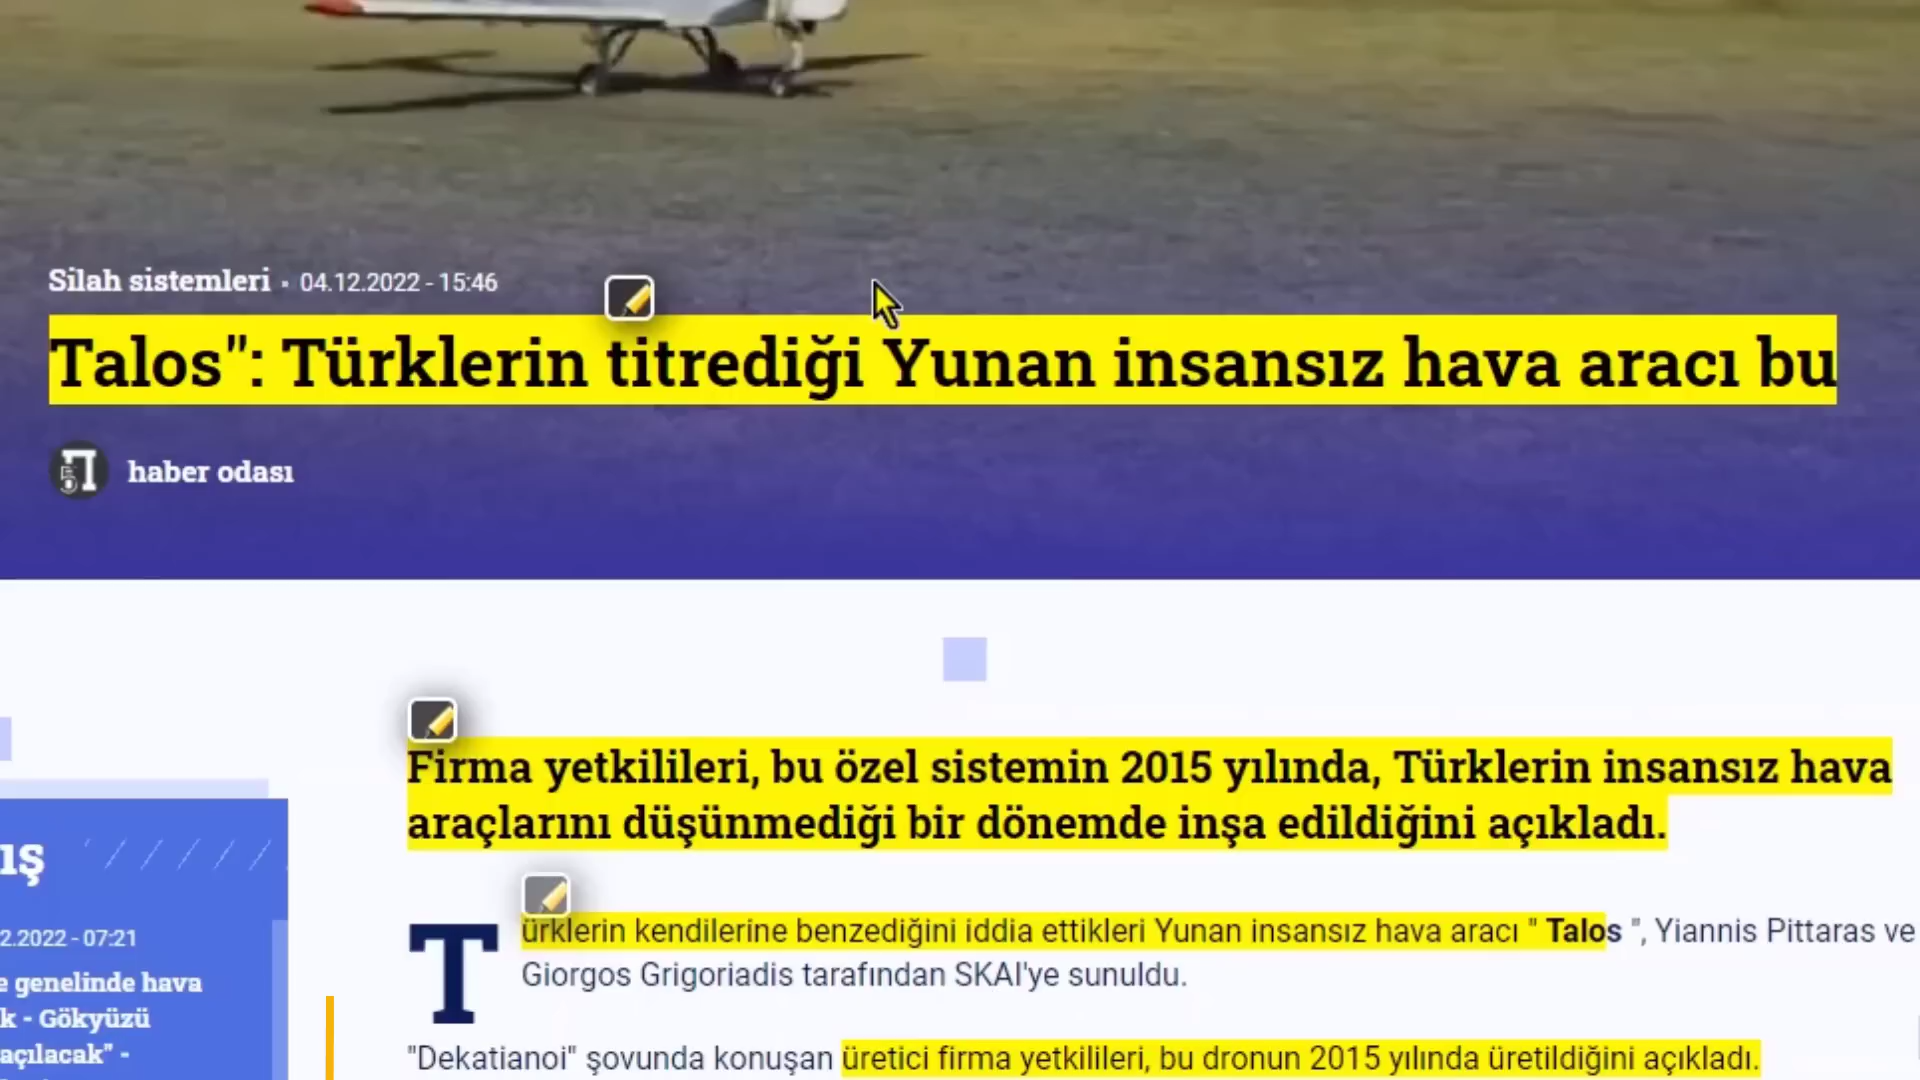 Silah sistemleri • 04.12.2022 - 15:46
Talos": Türklerin titrediği Yunan insansız hava aracı bu
haber odası
Firma yetkilileri, bu özel sistemin 2015 yılında, Türklerin insansız hava
araçlarını düşünmediği bir dönemde inşa edildiğini açıkladı.
Türklerin kendilerine benzediğini iddia ettikleri Yunan insansız hava aracı " Talos ", Yiannis Pittaras ve
Giorgos Grigoriadis tarafından SKAI'ye sunuldu.
"Dekatianoi" şovunda konuşan üretici firma yetkilileri, bu dronun 2015 yılında üretildiğini açıkladı.
ış
2.2022 - 07:21
e genelinde hava
k - Gökyüzü
açılacak" -